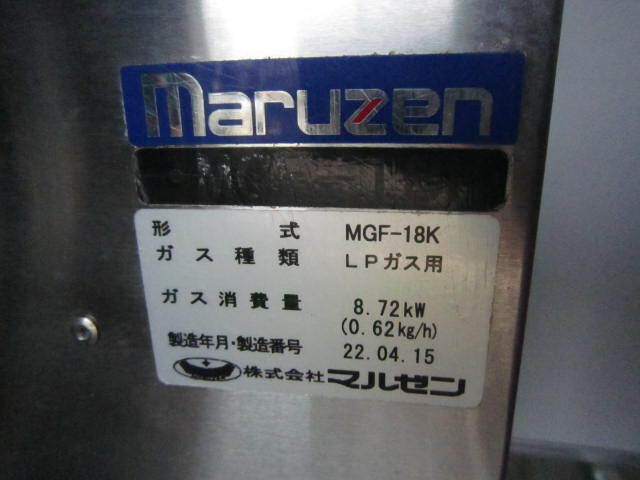 maruzen
形式 MGF-18K
ガス種類 LPガス用
ガス消費量 8.72kW
(0.62kg/h)
製造年月・製造番号 22.04.15
株式会社マルゼン